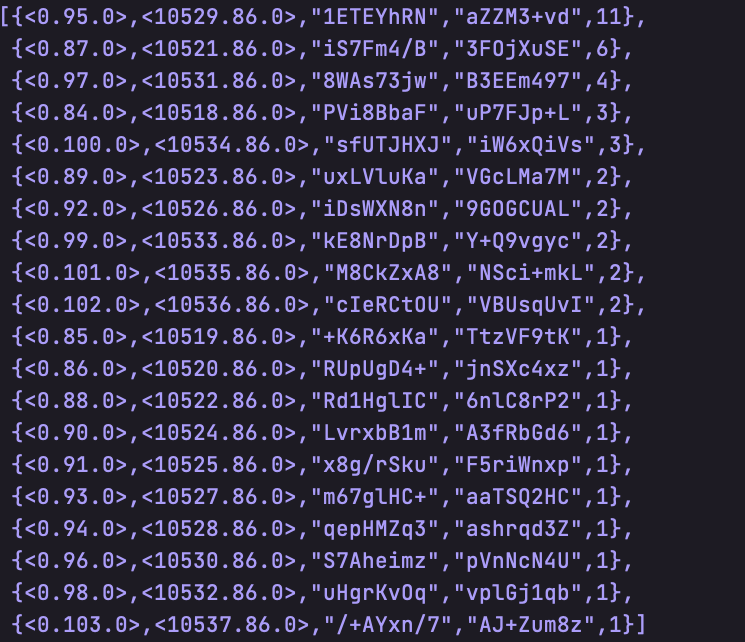 [{<0.95.0>,<10529.86.0>,"1ETEYhRN","aZZM3+vd",11},
{<0.87.0>,<10521.86.0>,"iS7Fm4/B","3FOjXuSE",6},
{<0.97.0>,<10531.86.0>,"8WAs73jw","B3EEm497",4},
{<0.84.0>,<10518.86.0>,"PVi8BbaF","uP7FJp+L",3},
{<0.100.0>,<10534.86.0>,"sfUTJHXJ","iW6xQiVs",3},
{<0.89.0>,<10523.86.0>,"uxLVluKa","VGcLMa7M",2},
{<0.92.0>,<10526.86.0>,"iDsWXN8n","9GOGCUAL",2},
{<0.99.0>,<10533.86.0>,"kE8NrDpB","Y+Q9vgyc",2},
{<0.101.0>,<10535.86.0>,"M8CkZxA8","NSci+mkL",2},
{<0.102.0>,<10536.86.0>,"cIeRCtOU","VBUsqUvI",2},
{<0.85.0>,<10519.86.0>,"+K6R6xKa","TtzVF9tK",1},
{<0.86.0>,<10520.86.0>,"RUpUgD4+","jnSXc4xz",1},
{<0.88.0>,<10522.86.0>,"Rd1HglIC","6nlC8rP2",1},
{<0.90.0>,<10524.86.0>,"LvrxbB1m","A3fRbGd6",1},
{<0.91.0>,<10525.86.0>,"x8g/rSku","F5riWnxp",1},
{<0.93.0>,<10527.86.0>,"m67glHC+","aaTSQ2HC",1},
{<0.94.0>,<10528.86.0>,"qepHMZq3","ashrqd3Z",1},
{<0.96.0>,<10530.86.0>,"S7Aheimz","pVnNcN4U",1},
{<0.98.0>,<10532.86.0>,"uHgrKvOq","vplGj1qb",1},
{<0.103.0>,<10537.86.0>,"/+AYxn/7","AJ+Zum8z",1}]